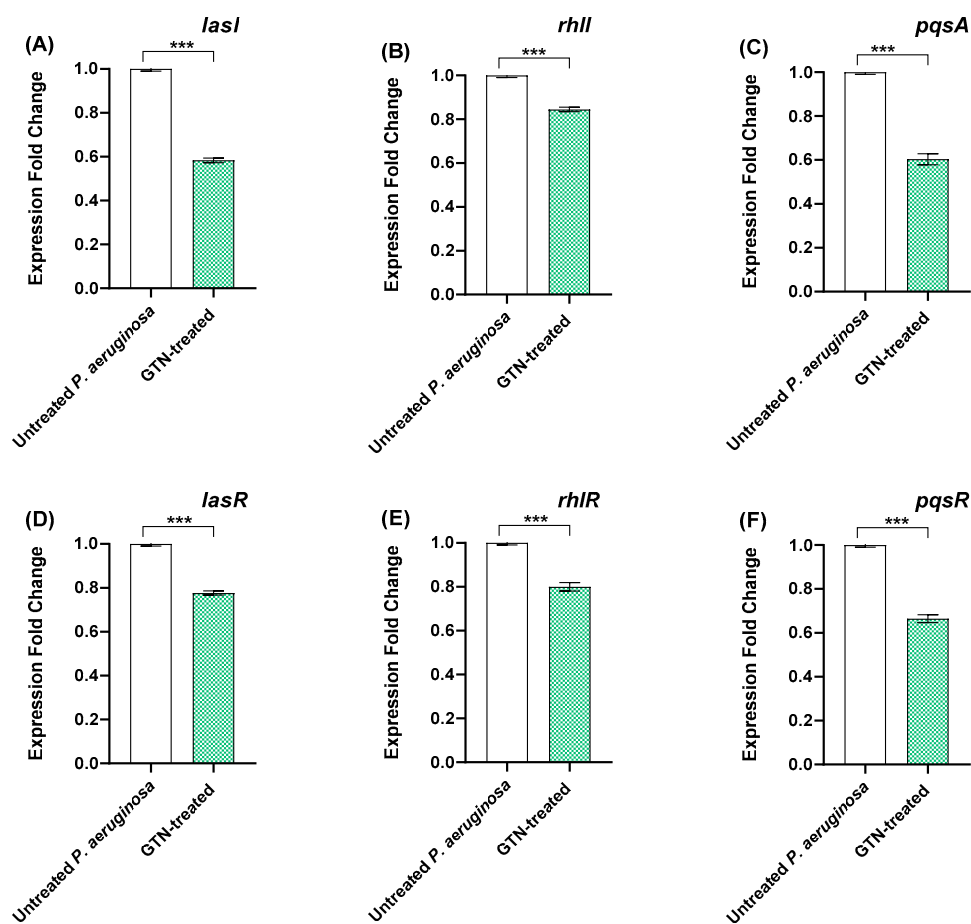 (A)
lasI
***
Expression Fold Change
1.0
0.8
0.6
0.4
0.2
0.0
Untreated P. aeruginosa
GTN-treated
(B)
rhlI
***
Expression Fold Change
1.0
0.8
0.6
0.4
0.2
0.0
Untreated P. aeruginosa
GTN-treated
(C)
pqsA
***
Expression Fold Change
1.0
0.8
0.6
0.4
0.2
0.0
Untreated P. aeruginosa
GTN-treated
(D)
lasR
***
Expression Fold Change
1.0
0.8
0.6
0.4
0.2
0.0
Untreated P. aeruginosa
GTN-treated
(E)
rhlR
***
Expression Fold Change
1.0
0.8
0.6
0.4
0.2
0.0
Untreated P. aeruginosa
GTN-treated
(F)
pqsR
***
Expression Fold Change
1.0
0.8
0.6
0.4
0.2
0.0
Untreated P. aeruginosa
GTN-treated